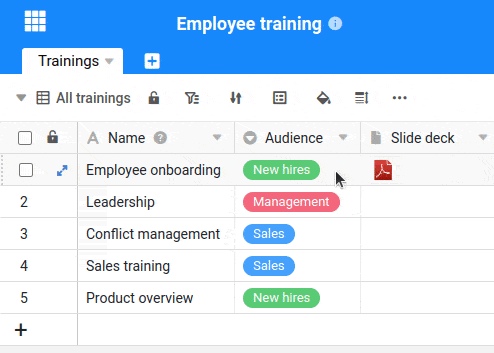 Employee training
Trainings
All trainings
A Name ? Audience Slide deck
Employee onboarding New hires
2 Leadership Management
3 Conflict management Sales
4 Sales training Sales
5 Product overview New hires